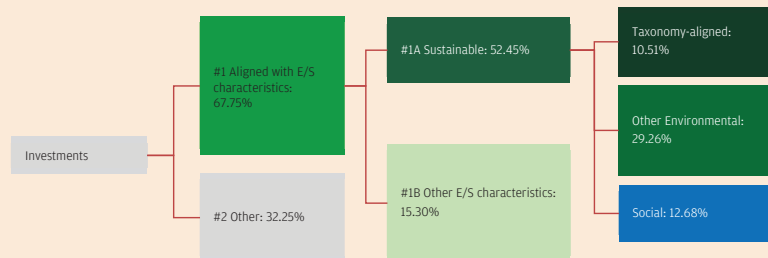 Investments
#1 Aligned with E/S
characteristics:
67.75%
#2 Other: 32.25%
#1A Sustainable: 52.45%
#1B Other E/S characteristics:
15.30%
Taxonomy-aligned:
10.51%
Other Environmental:
29.26%
Social: 12.68%